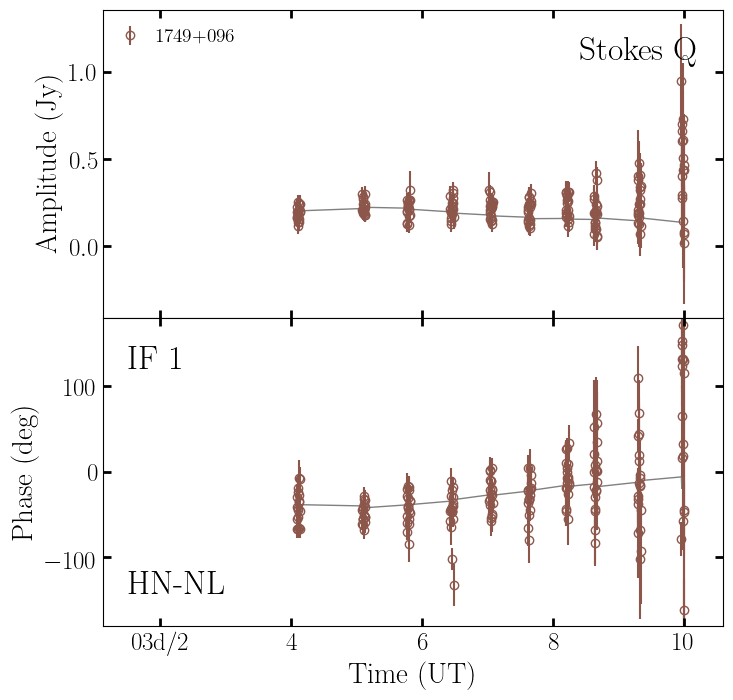 1749+096
Stokes Q
1.0
0.5
0.0
Amplitude (Jy)
IF 1
100
0
−100
Phase (deg)
HN-NL
03d/2 4 6 8 10
Time (UT)